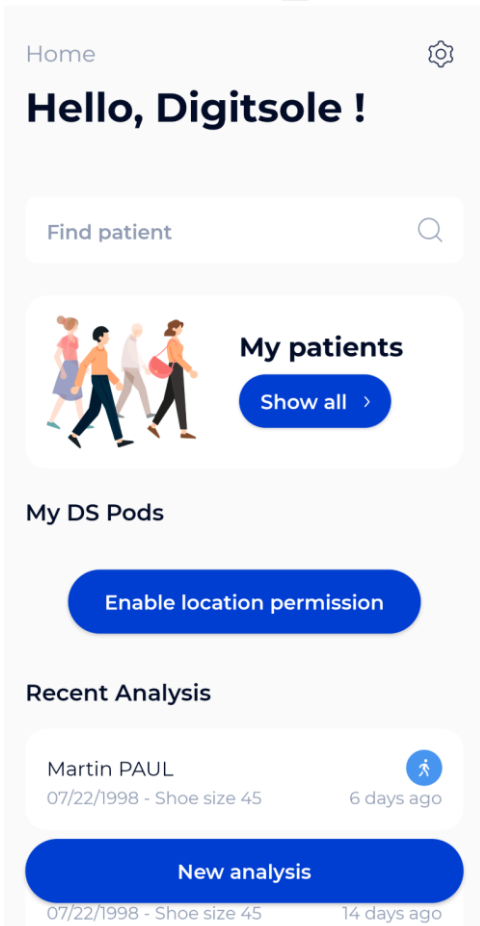 Home
Hello, Digitsole !
Find patient
My patients
Show all
My DS Pods
Enable location permission
Recent Analysis
Martin PAUL
07/22/1998 - Shoe size 45 6 days ago
New analysis
07/22/1998 - Shoe size 45 14 days ago